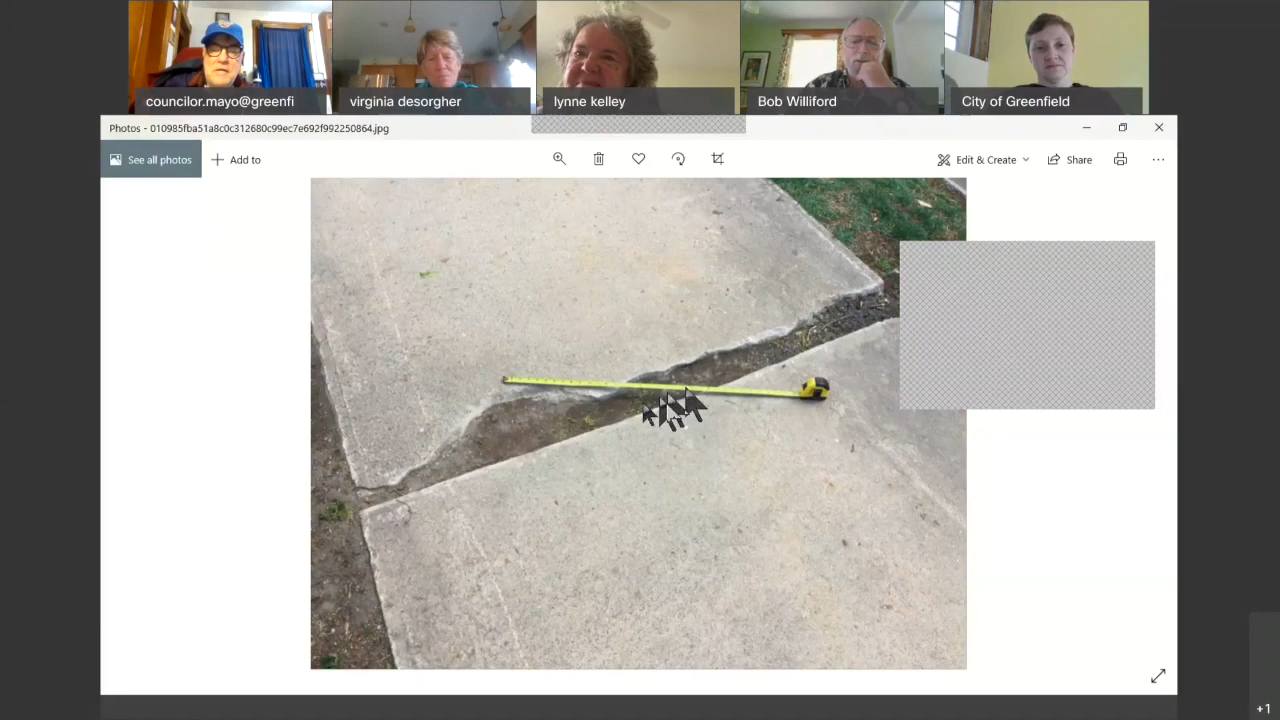 councilor.mayo@greenfi
virginia desorgher
lynne kelley
Bob Williford
City of Greenfield
Photos - 010985fba51a8c0c312680c99ec7e692f992250864.jpg
See all photos
Add to
Edit & Create
Share
+1